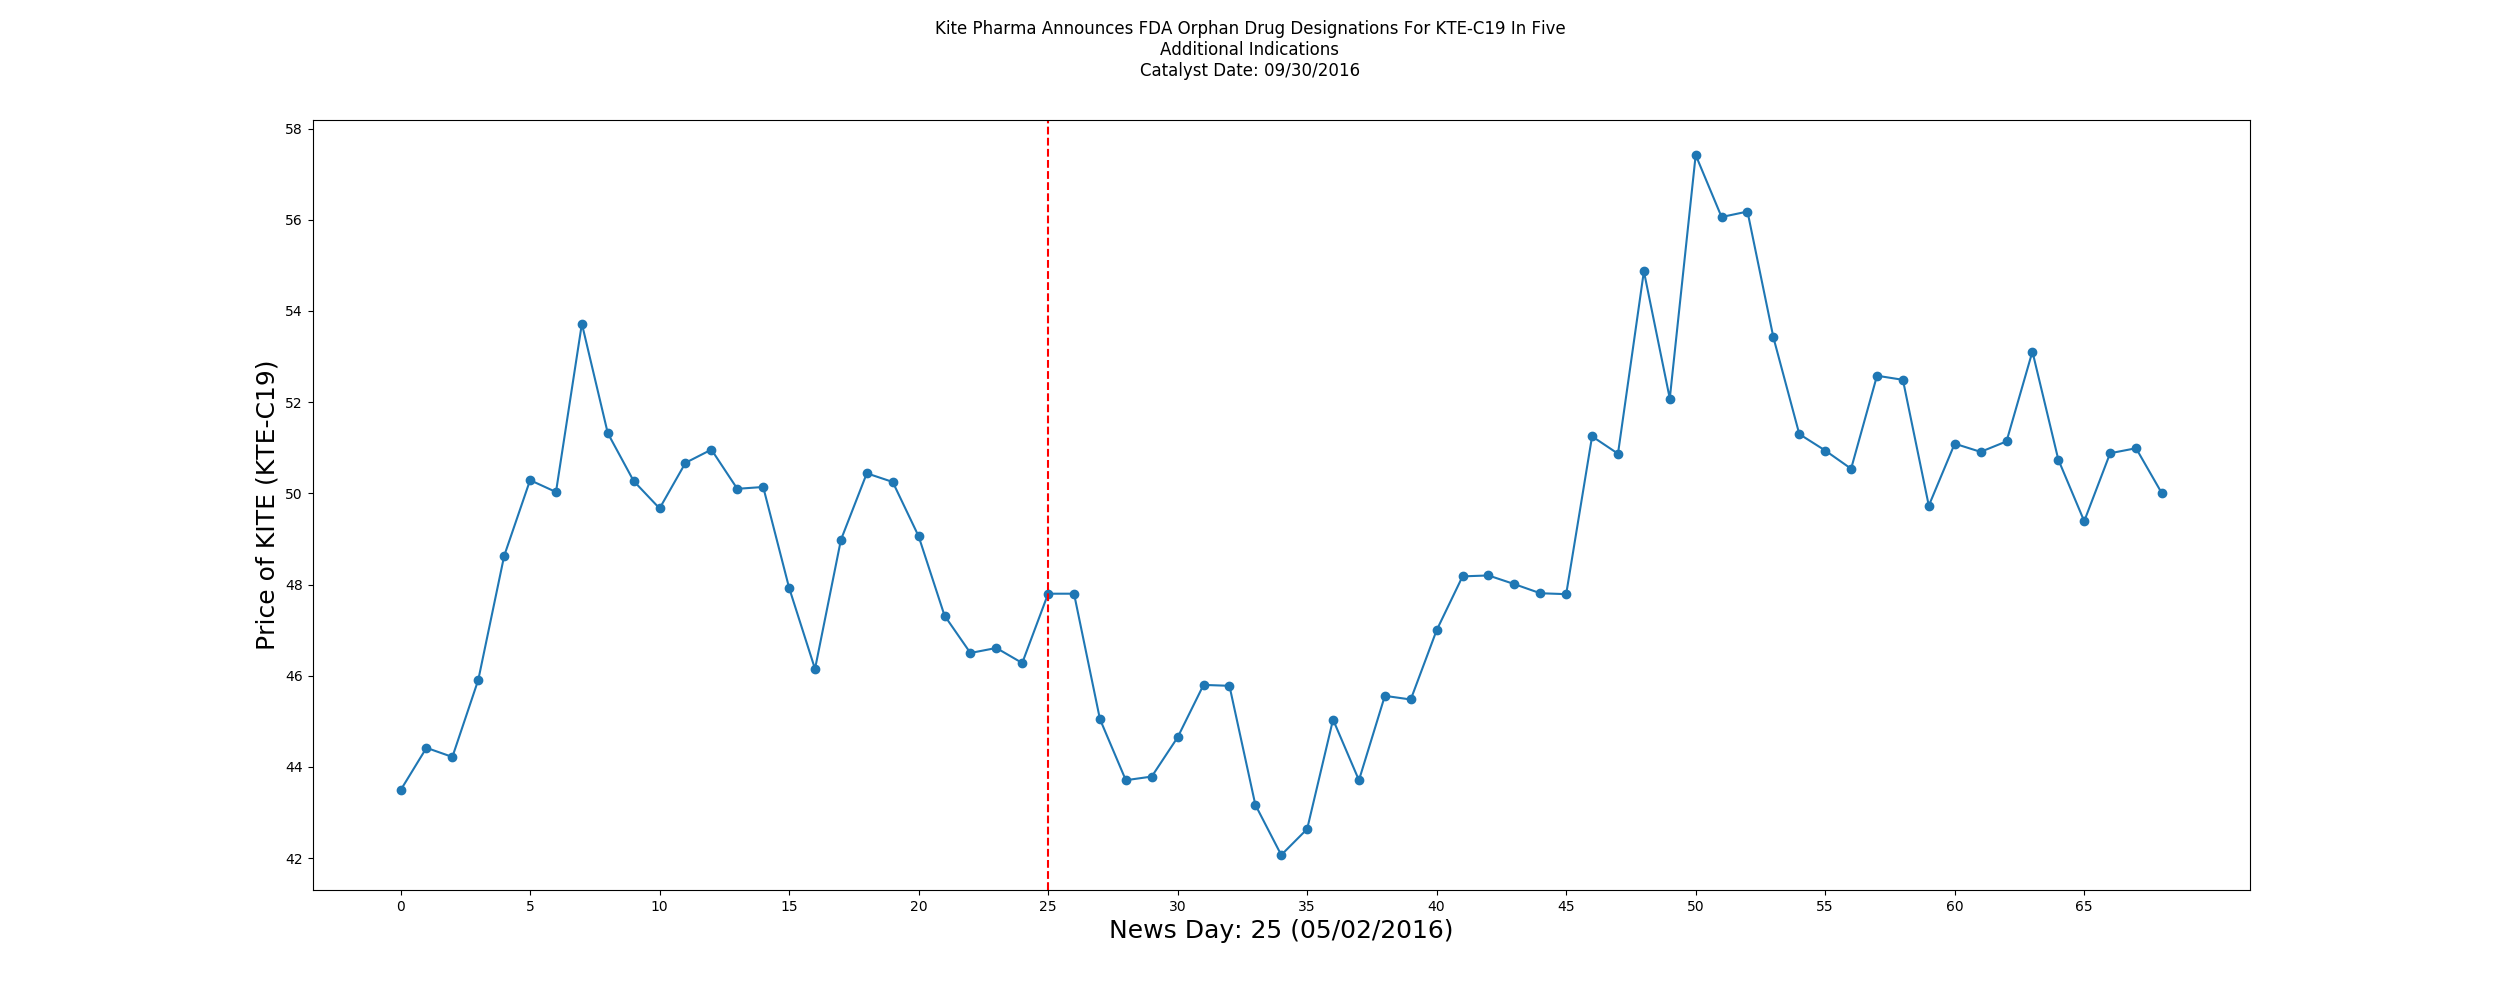 Kite Pharma Announces FDA Orphan Drug Designations For KTE-C19 In Five
Additional Indications
Catalyst Date: 09/30/2016
58
56
54
52
50
48
46
44
42
Price of KITE (KTE-C19)
0 5 10 15 20 25 30 35 40 45 50 55 60 65
News Day: 25 (05/02/2016)